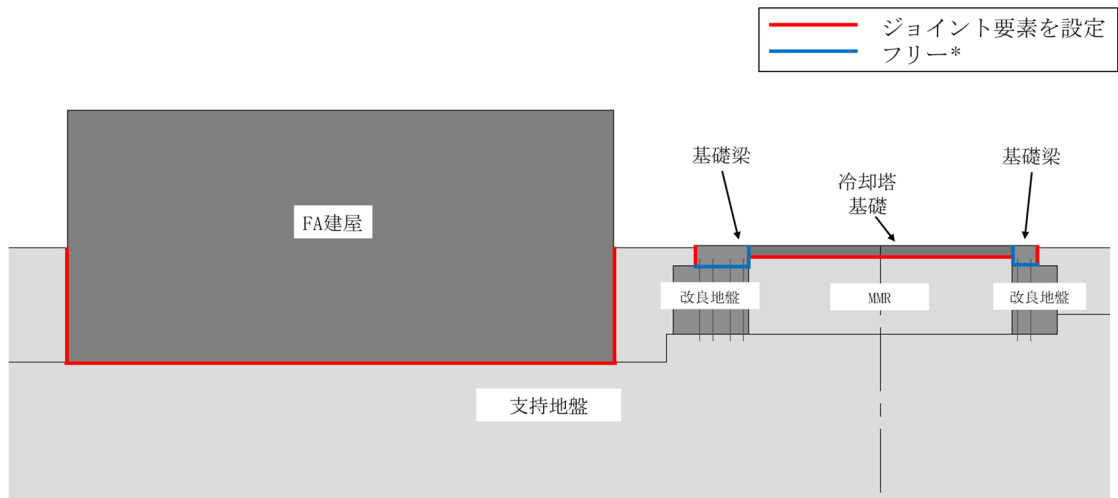 ジョイント要素を設定
フリー*
基礎梁
基礎梁
冷却塔
基礎
FA建屋
改良地盤
MMR
改良地盤
支持地盤